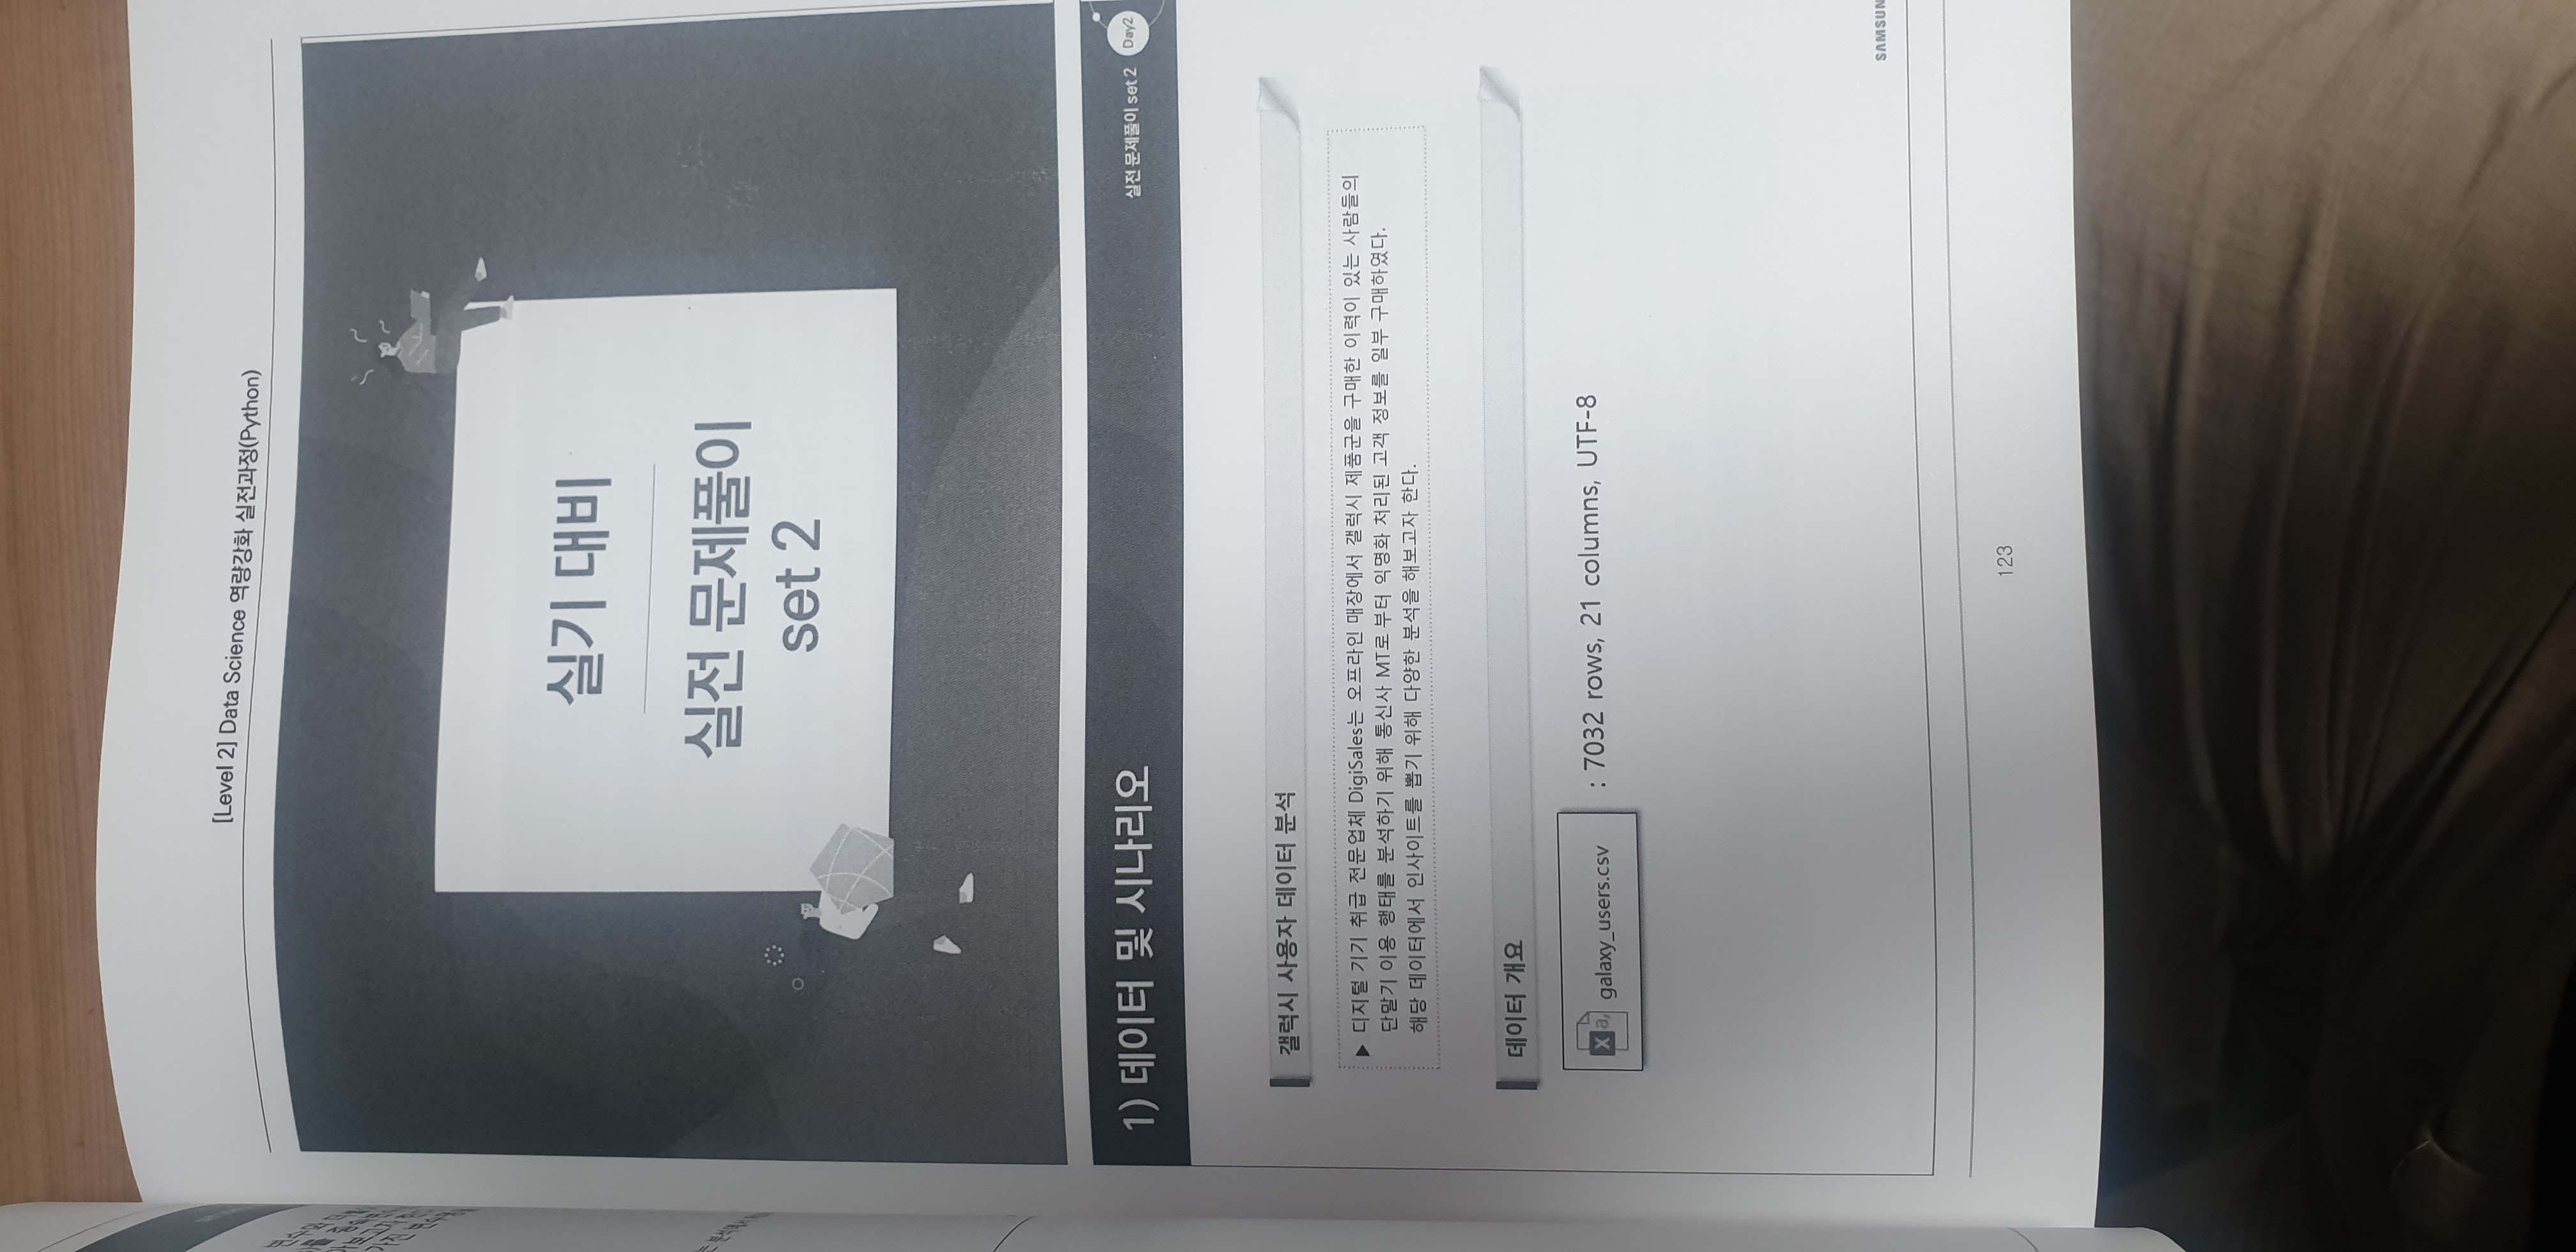 [Level 2] Data Science 역량강화 실전과정(Python)
실기 대비
실전 문제풀이
set 2
1) 데이터 및 시나리오
실전 문제풀이 set 2
Day2
갤럭시 사용자 데이터 분석
▶ 디지털 기기 취급 전문업체 DigiSales는 오프라인 매장에서 갤럭시 제품군을 구매한 이력이 있는 사람들의
단말기 이용 행태를 분석하기 위해 통신사 MT로 부터 익명화 처리된 고객 정보를 일부 구매하였다.
해당 데이터에서 인사이트를 뽑기 위해 다양한 분석을 해보고자 한다.
데이터 개요
X a,
galaxy_users.csv
: 7032 rows, 21 columns, UTF-8
SAMSUN
123